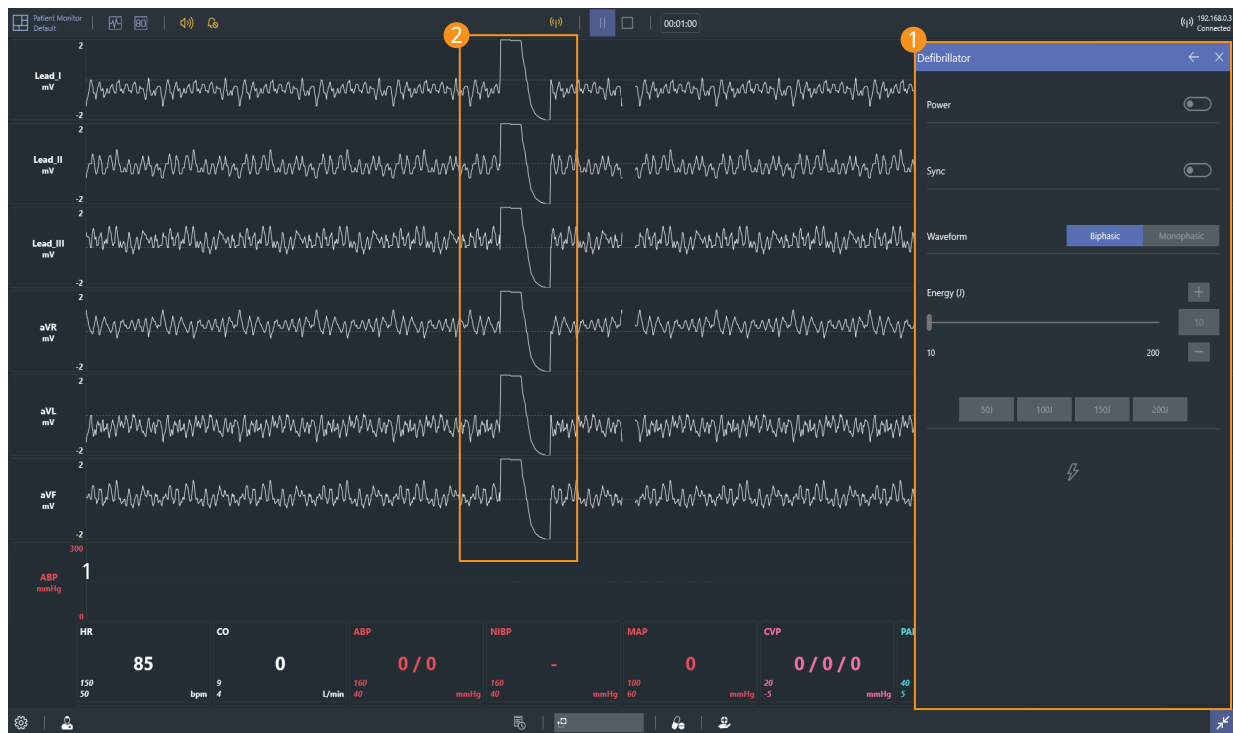 Patient Monitor
Default
80
00:01:00
192.168.0.3
Connected
2
1
Defibrillator
Power
Sync
Waveform
Biphasic
Monophasic
Energy (J)
10
10
200
50J
100J
150J
200J
2
Lead_I
mV
-2
2
Lead_II
mV
-2
2
Lead_III
mV
-2
2
aVR
mV
-2
2
aVL
mV
-2
2
aVF
mV
-2
300
1
ABP
mmHg
0
HR
85
150
50
bpm
CO
0
9
4
L/min
ABP
0 / 0
160
40
mmHg
NIBP
-
160
40
mmHg
MAP
0
100
60
mmHg
CVP
0 / 0 / 0
20
-5
mmHg
PA
40
5